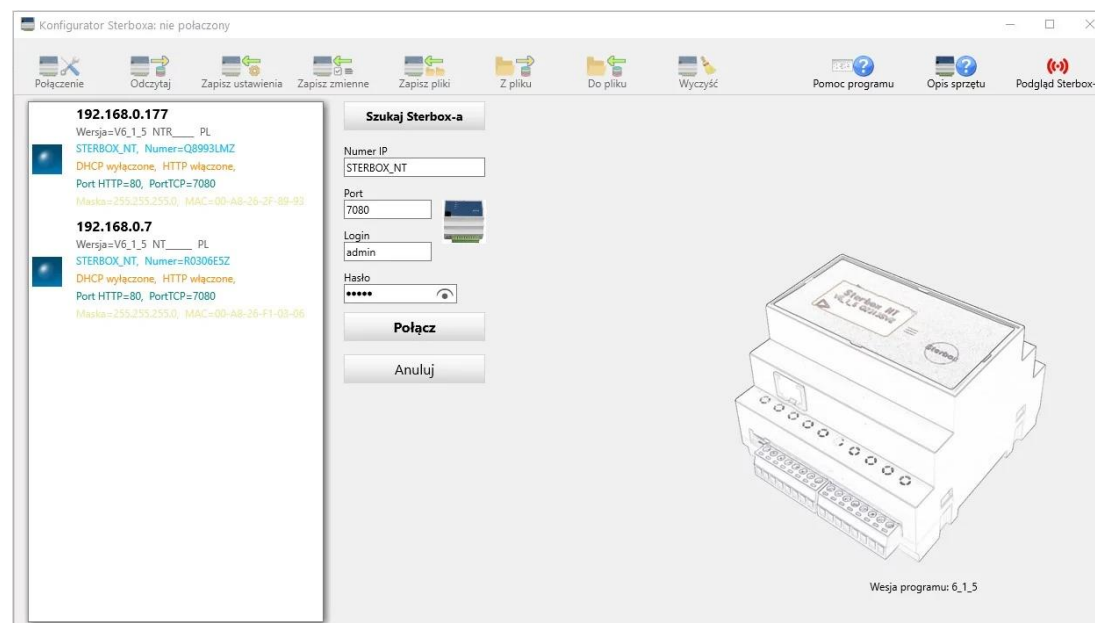 Konfigurator Sterboxa: nie połaczony
Połączenie Odczytaj Zapisz ustawienia Zapisz zmienne Zapisz pliki Z pliku Do pliku Wyczyść Pomoc programu Opis sprzętu Podgląd Sterbox-
192.168.0.177
Wersja=V6_1_5 NTR____ PL
STERBOX_NT, Numer=Q8993LMZ
DHCP wyłączone, HTTP włączone,
Port HTTP=80, PortTCP=7080
Maska=255.255.255.0, MAC=00-A8-26-2F-89-93
192.168.0.7
Wersja=V6_1_5 NT_____ PL
STERBOX_NT, Numer=R0306E5Z
DHCP wyłączone, HTTP włączone,
Port HTTP=80, PortTCP=7080
Maska=255.255.255.0, MAC=00-A8-26-F1-03-06
Szukaj Sterbox-a
Numer IP
STERBOX_NT
Port
7080
Login
admin
Hasło
•••••
Połącz
Anuluj
Sterbox NT
Sterbox
Wesja programu: 6_1_5